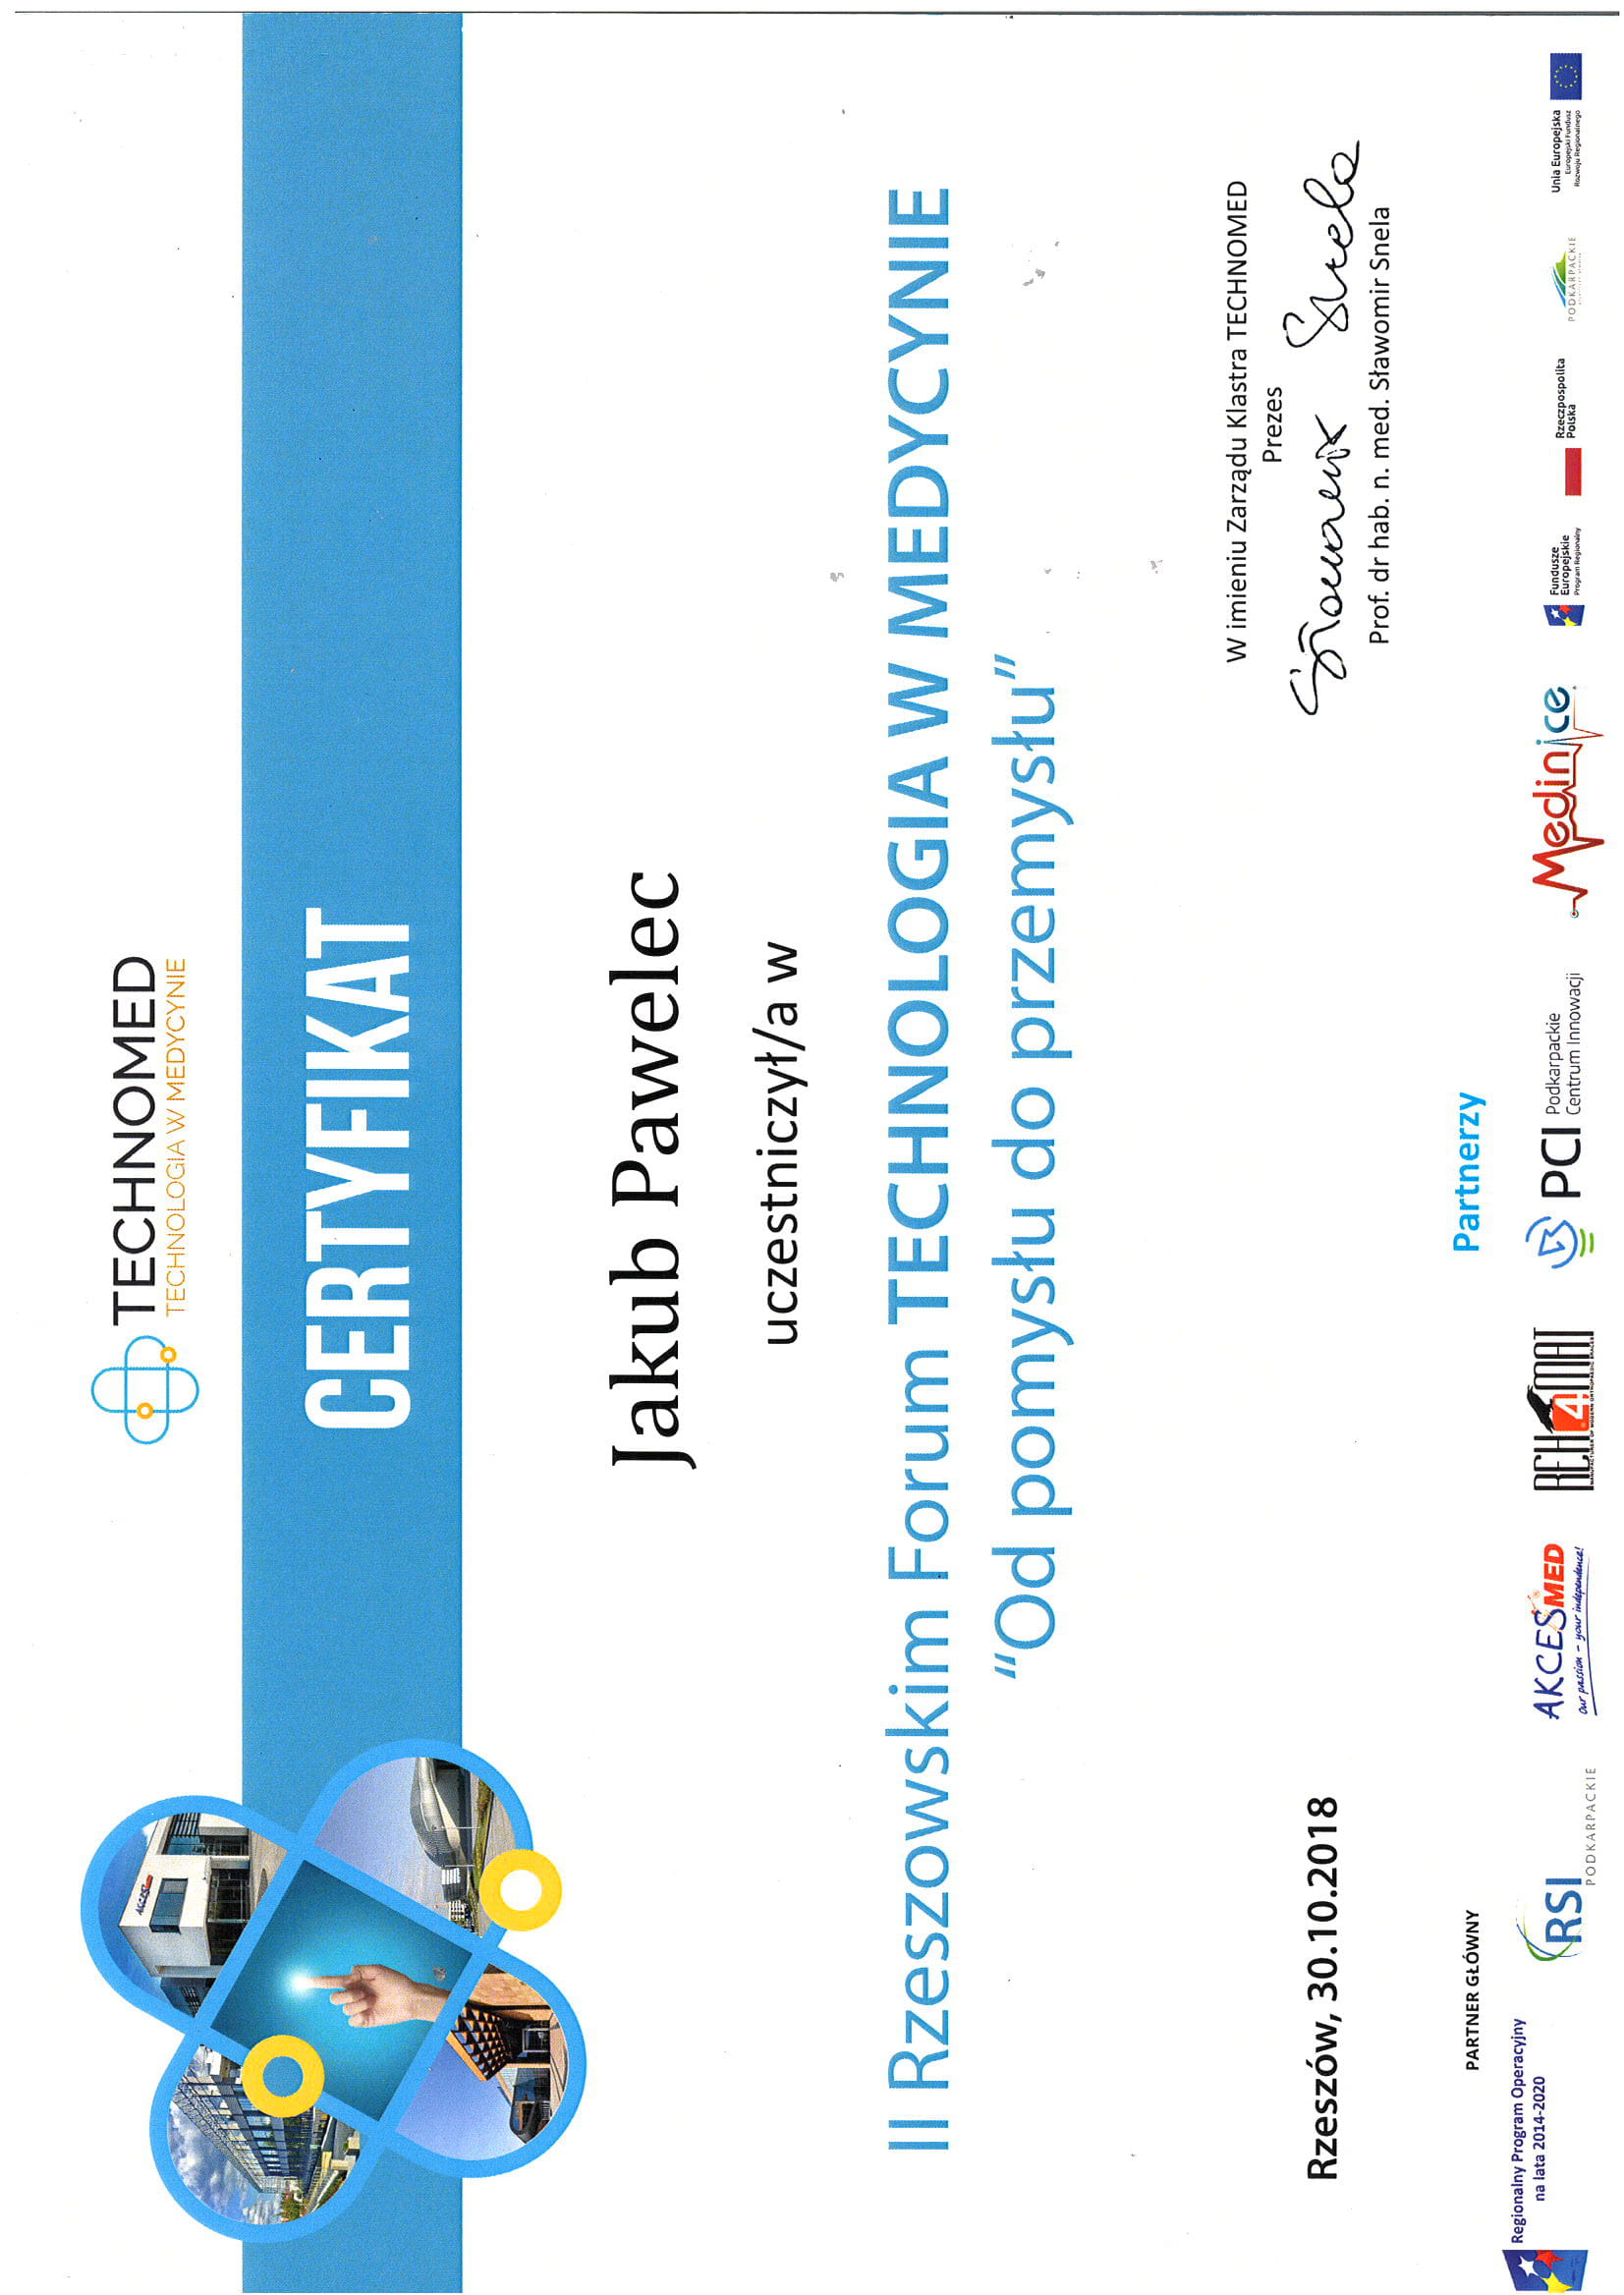 AKCES
TECHNOMED
TECHNOLOGIA W MEDYCYNIE
CERTYFIKAT
Jakub Pawelec
uczestniczył/a w
II Rzeszowskim Forum TECHNOLOGIA W MEDYCYNIE
“Od pomysłu do przemysłu”
W imieniu Zarządu Klastra TECHNOMED
Prezes
Sławomir Snela
Prof. dr hab. n. med. Sławomir Snela
Rzeszów, 30.10.2018
PARTNER GŁÓWNY
Partnerzy
Regionalny Program Operacyjny
na lata 2014-2020
RSI
PODKARPACKIE
AKCESMED
Our passion – your independence!
REH4MAT
MANUFACTURER OF MODERN ORTHOPAEDIC BRACES
PCI Podkarpackie
Centrum Innowacji
Medinice
Fundusze
Europejskie
Program Regionalny
Rzeczpospolita
Polska
PODKARPACKIE
Unia Europejska
Europejski Fundusz
Rozwoju Regionalnego